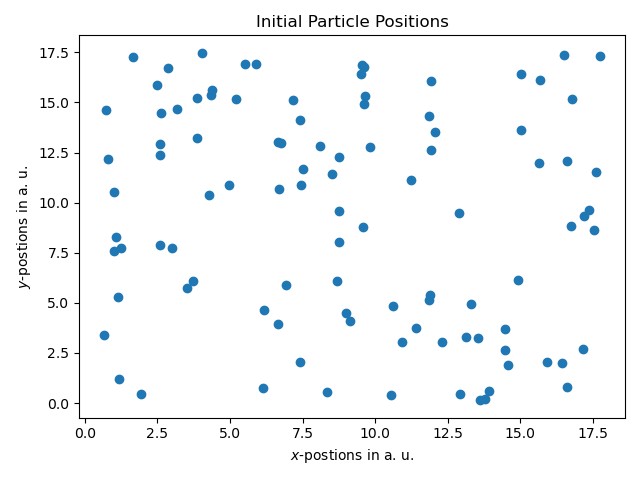 Initial Particle Positions
17.5
15.0
12.5
10.0
7.5
5.0
2.5
0.0
y-postions in a. u.
0.0 2.5 5.0 7.5 10.0 12.5 15.0 17.5
x-postions in a. u.